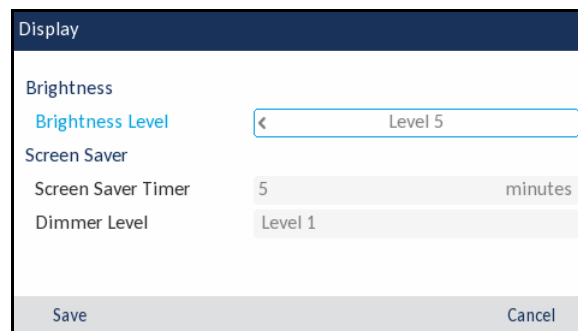 Display
Brightness
Brightness Level < Level 5
Screen Saver
Screen Saver Timer 5 minutes
Dimmer Level Level 1
Save Cancel